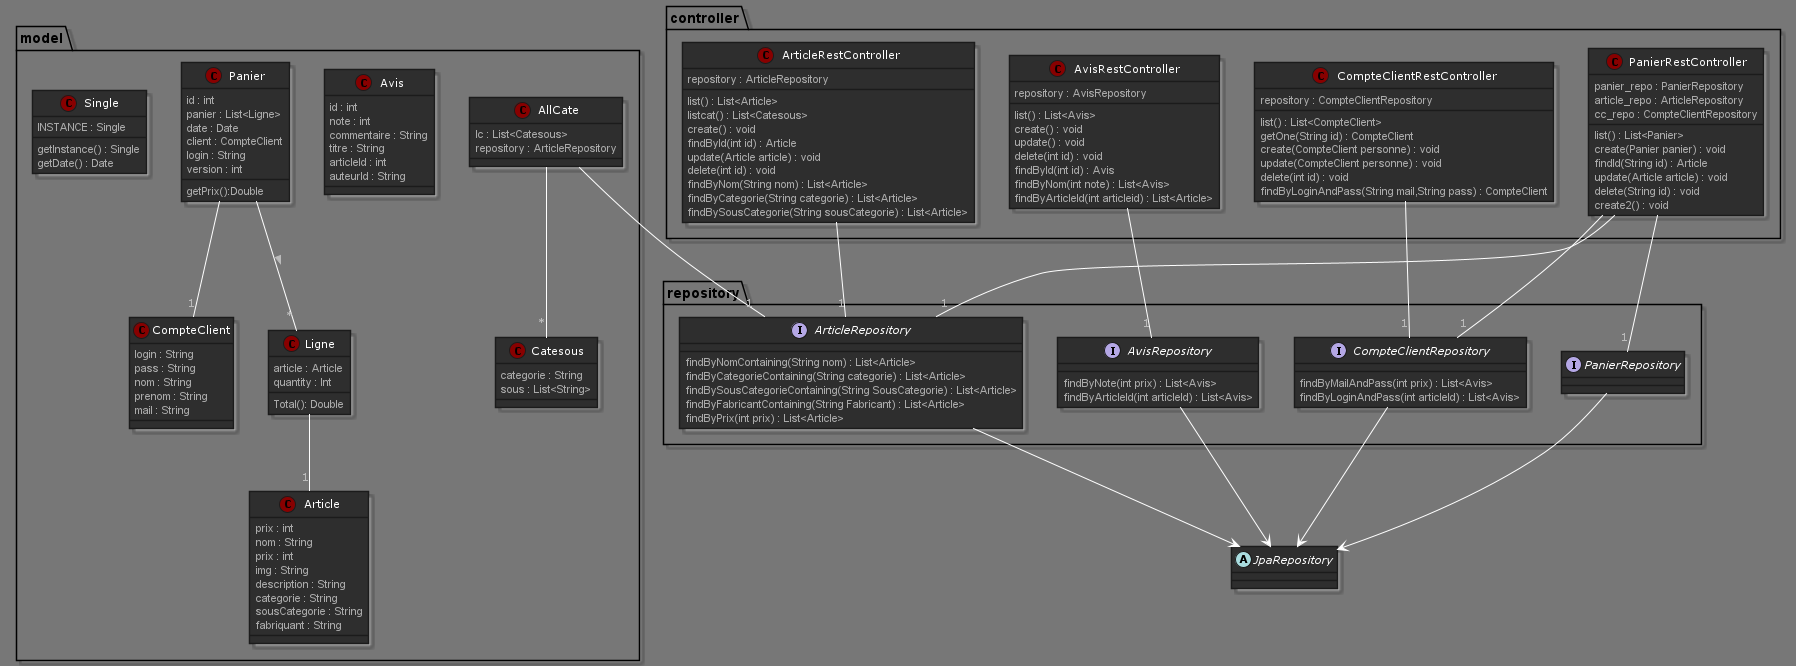 model
Single
INSTANCE : Single
getInstance() : Single
getDate() : Date
Panier
id : int
panier : List<Ligne>
date : Date
client : CompteClient
login : String
version : int
getPrix():Double
Avis
id : int
note : int
commentaire : String
titre : String
articleId : int
auteurId : String
AllCate
lc : List<Catesous>
repository : ArticleRepository
1
*
CompteClient
login : String
pass : String
nom : String
prenom : String
mail : String
Ligne
article : Article
quantity : Int
Total(): Double
*
Catesous
categorie : String
sous : List<String>
1
Article
prix : int
nom : String
prix : int
img : String
description : String
categorie : String
sousCategorie : String
fabriquant : String
controller
ArticleRestController
repository : ArticleRepository
list() : List<Article>
listcat() : List<Catesous>
create() : void
findById(int id) : Article
update(Article article) : void
delete(int id) : void
findByNom(String nom) : List<Article>
findByCategorie(String categorie) : List<Article>
findBySousCategorie(String sousCategorie) : List<Article>
AvisRestController
repository : AvisRepository
list() : List<Avis>
create() : void
update() : void
delete(int id) : void
findById(int id) : Avis
findByNom(int note) : List<Avis>
findByArticleId(int articleid) : List<Article>
CompteClientRestController
repository : CompteClientRepository
list() : List<CompteClient>
getOne(String id) : CompteClient
create(CompteClient personne) : void
update(CompteClient personne) : void
delete(int id) : void
findByLoginAndPass(String mail,String pass) : CompteClient
PanierRestController
panier_repo : PanierRepository
article_repo : ArticleRepository
cc_repo : CompteClientRepository
list() : List<Panier>
create(Panier panier) : void
findId(String id) : Article
update(Article article) : void
delete(String id) : void
create2() : void
repository
1
1
1
1
1
1
1
ArticleRepository
findByNomContaining(String nom) : List<Article>
findByCategorieContaining(String categorie) : List<Article>
findBySousCategorieContaining(String SousCategorie) : List<Article>
findByFabricantContaining(String Fabricant) : List<Article>
findByPrix(int prix) : List<Article>
AvisRepository
findByNote(int prix) : List<Avis>
findByArticleId(int articleId) : List<Avis>
CompteClientRepository
findByMailAndPass(int prix) : List<Avis>
findByLoginAndPass(int articleId) : List<Avis>
PanierRepository
JpaRepository